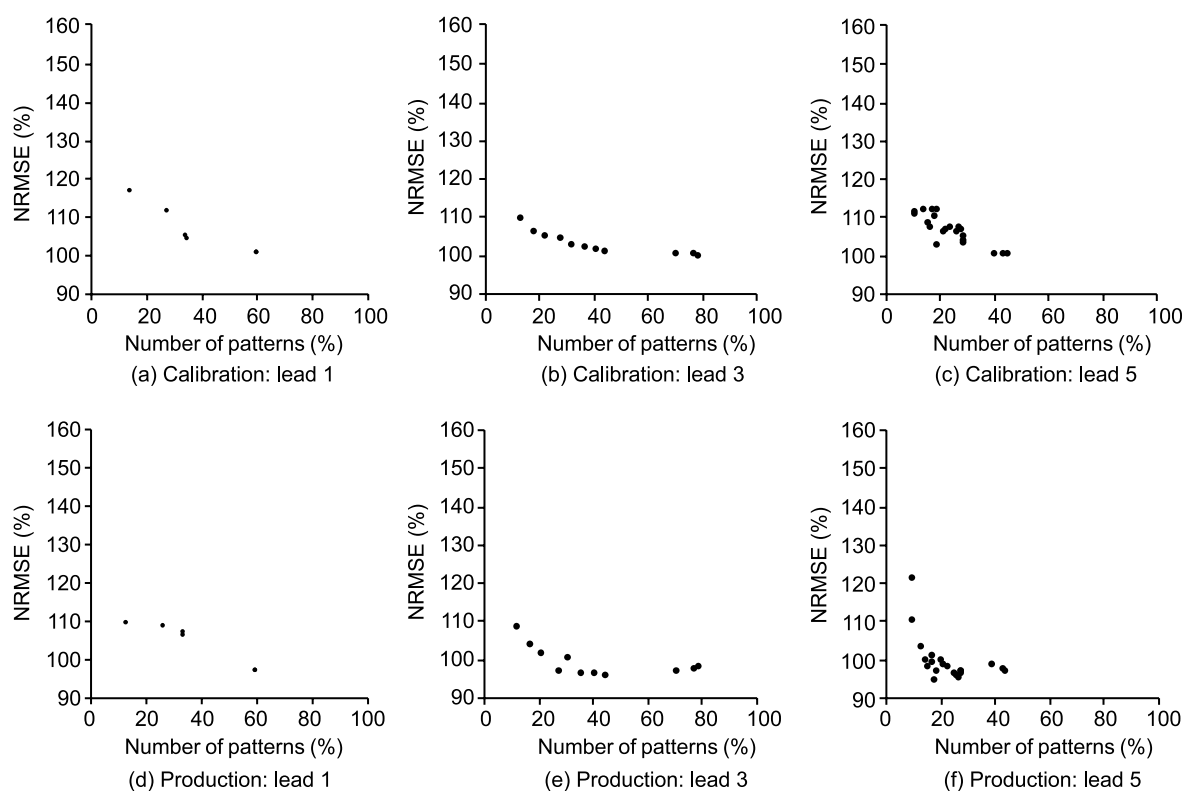 160
150
140
130
120
110
100
90
NRMSE (%)
0 20 40 60 80 100
Number of patterns (%)
(a) Calibration: lead 1
160
150
140
130
120
110
100
90
NRMSE (%)
0 20 40 60 80 100
Number of patterns (%)
(b) Calibration: lead 3
160
150
140
130
120
110
100
90
NRMSE (%)
0 20 40 60 80 100
Number of patterns (%)
(c) Calibration: lead 5
160
150
140
130
120
110
100
90
NRMSE (%)
0 20 40 60 80 100
Number of patterns (%)
(d) Production: lead 1
160
150
140
130
120
110
100
90
NRMSE (%)
0 20 40 60 80 100
Number of patterns (%)
(e) Production: lead 3
160
150
140
130
120
110
100
90
NRMSE (%)
0 20 40 60 80 100
Number of patterns (%)
(f) Production: lead 5